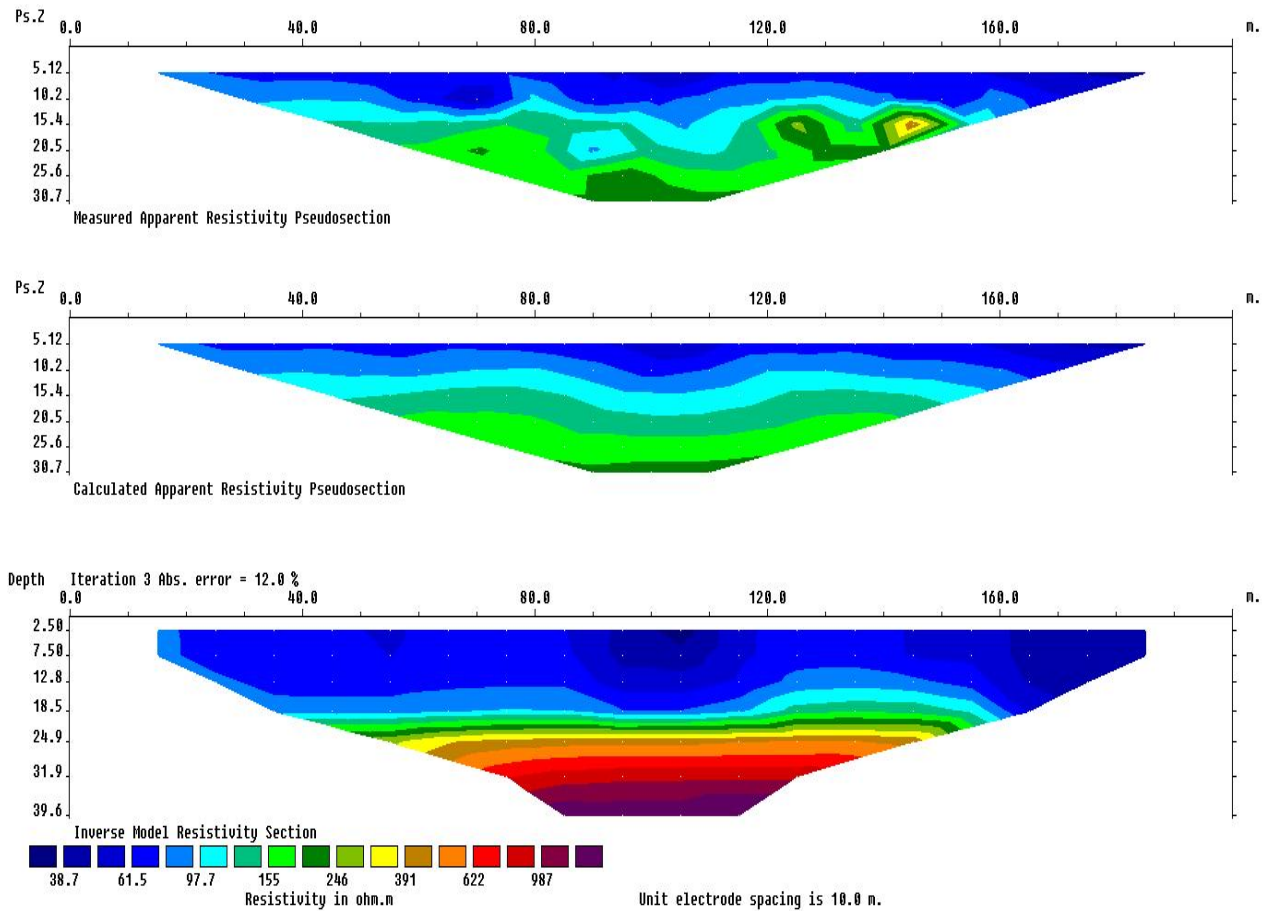 Ps.Z 0.0 40.0 80.0 120.0 160.0 m.
5.12
10.2
15.4
20.5
25.6
30.7
Measured Apparent Resistivity Pseudosection
Ps.Z 0.0 40.0 80.0 120.0 160.0 m.
5.12
10.2
15.4
20.5
25.6
30.7
Calculated Apparent Resistivity Pseudosection
Depth Iteration 3 Abs. error = 12.0 %
0.0 40.0 80.0 120.0 160.0 m.
2.50
7.50
12.8
18.5
24.9
31.9
39.6
Inverse Model Resistivity Section
38.7 61.5 97.7 155 246 391 622 987
Resistivity in ohm.m Unit electrode spacing is 10.0 m.